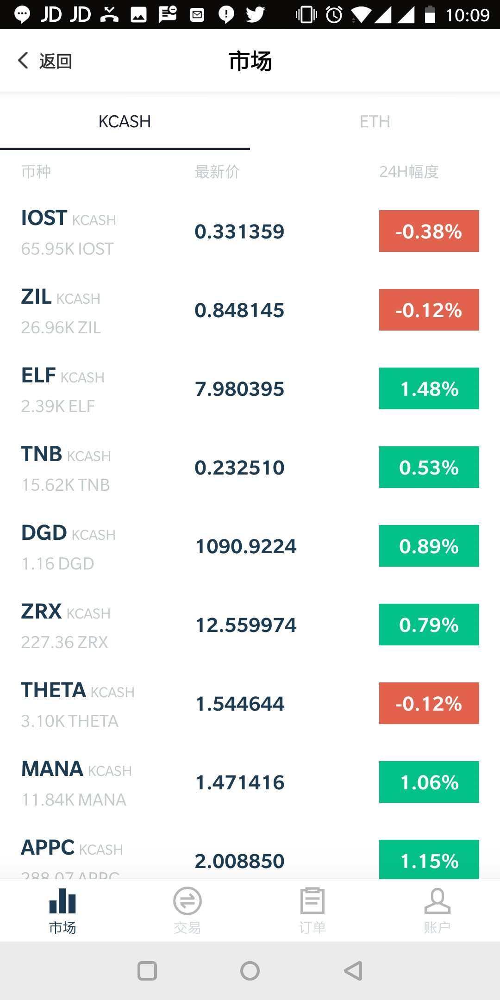 JD JD 10:09
返回 市场
KCASH ETH
币种 最新价 24H幅度
IOST KCASH
65.95K IOST
0.331359
-0.38%
ZIL KCASH
26.96K ZIL
0.848145
-0.12%
ELF KCASH
2.39K ELF
7.980395
1.48%
TNB KCASH
15.62K TNB
0.232510
0.53%
DGD KCASH
1.16 DGD
1090.9224
0.89%
ZRX KCASH
227.36 ZRX
12.559974
0.79%
THETA KCASH
3.10K THETA
1.544644
-0.12%
MANA KCASH
11.84K MANA
1.471416
1.06%
APPC KCASH
288.07 APPC
2.008850
1.15%
市场 交易 订单 账户